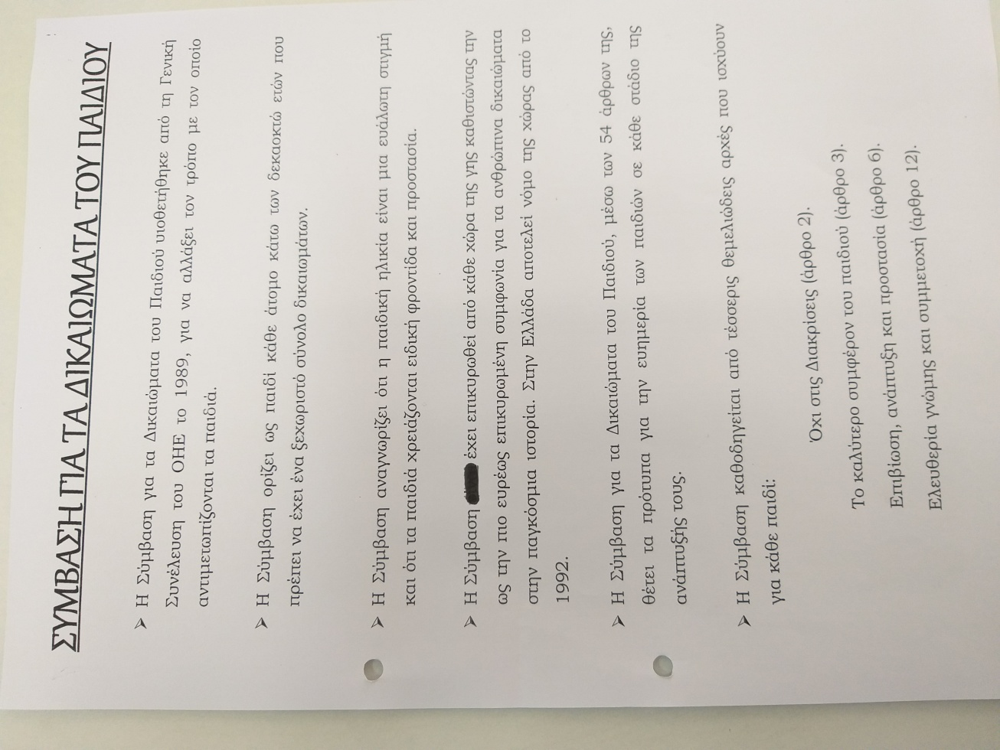 ΣΥΜΒΑΣΗ ΓΙΑ ΤΑ ΔΙΚΑΙΩΜΑΤΑ ΤΟΥ ΠΑΙΔΙΟΥ
➢ Η Σύμβαση για τα Δικαιώματα του Παιδιού υιοθετήθηκε από τη Γενική
Συνέλευση του ΟΗΕ το 1989, για να αλλάξει τον τρόπο με τον οποίο
αντιμετωπίζονται τα παιδιά.
➢ Η Σύμβαση ορίζει ως παιδί κάθε άτομο κάτω των δεκαοκτώ ετών που
πρέπει να έχει ένα ξεχωριστό σύνολο δικαιωμάτων.
➢ Η Σύμβαση αναγνωρίζει ότι η παιδική ηλικία είναι μια ευάλωτη στιγμή
και ότι τα παιδιά χρειάζονται ειδική φροντίδα και προστασία.
➢ Η Σύμβαση έχει επικυρωθεί από κάθε χώρα της γης καθιστώντας την
ως την πιο ευρέως επικυρωμένη συμφωνία για τα ανθρώπινα δικαιώματα
στην παγκόσμια ιστορία. Στην Ελλάδα αποτελεί νόμο της χώρας από το
1992.
➢ Η Σύμβαση για τα Δικαιώματα του Παιδιού, μέσω των 54 άρθρων της,
θέτει τα πρότυπα για την ευημερία των παιδιών σε κάθε στάδιο της
ανάπτυξής τους.
➢ Η Σύμβαση καθοδηγείται από τέσσερις θεμελιώδεις αρχές που ισχύουν
για κάθε παιδί:
Όχι στις Διακρίσεις (άρθρο 2).
Το καλύτερο συμφέρον του παιδιού (άρθρο 3).
Επιβίωση, ανάπτυξη και προστασία (άρθρο 6).
Ελευθερία γνώμης και συμμετοχή (άρθρο 12).